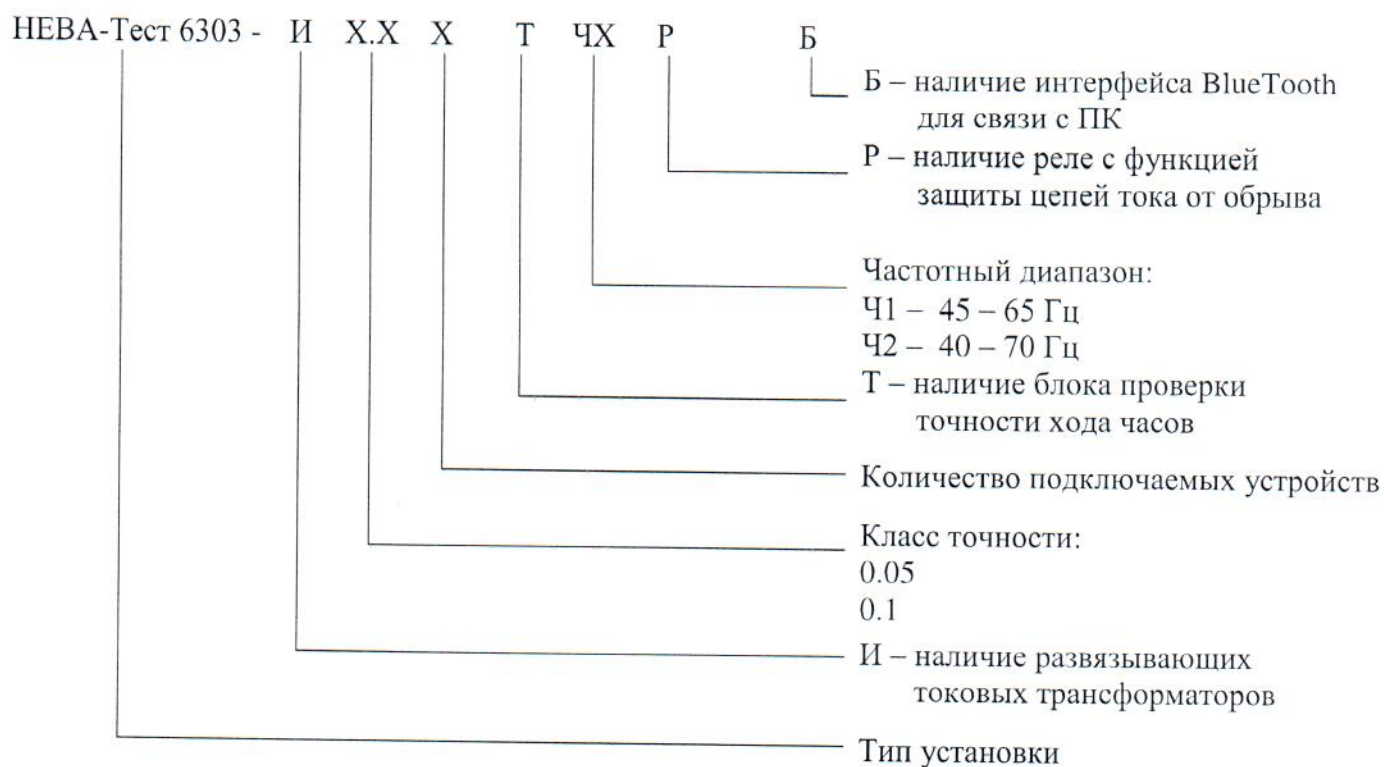 НЕВА-Тест 6303 - И Х.Х Х Т ЧХ Р Б
Б – наличие интерфейса BlueTooth
для связи с ПК
Р – наличие реле с функцией
защиты цепей тока от обрыва
Частотный диапазон:
Ч1 – 45 – 65 Гц
Ч2 – 40 – 70 Гц
Т – наличие блока проверки
точности хода часов
Количество подключаемых устройств
Класс точности:
0.05
0.1
И – наличие развязывающих
токовых трансформаторов
Тип установки